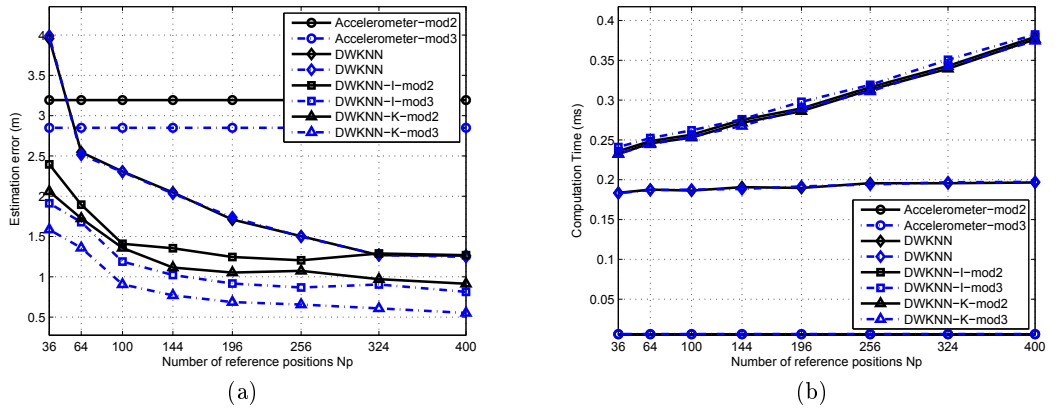 4
3.5
3
2.5
2
1.5
1
0.5
Estimation error (m)
36 64 100 144 196 256 324 400
Number of reference positions Np
Accelerometer−mod2
Accelerometer−mod3
DWKNN
DWKNN
DWKNN−I−mod2
DWKNN−I−mod3
DWKNN−K−mod2
DWKNN−K−mod3
(a)
0.4
0.35
0.3
0.25
0.2
0.15
0.1
0.05
Computation Time (ms)
36 64 100 144 196 256 324 400
Number of reference positions Np
Accelerometer−mod2
Accelerometer−mod3
DWKNN
DWKNN
DWKNN−I−mod2
DWKNN−I−mod3
DWKNN−K−mod2
DWKNN−K−mod3
(b)